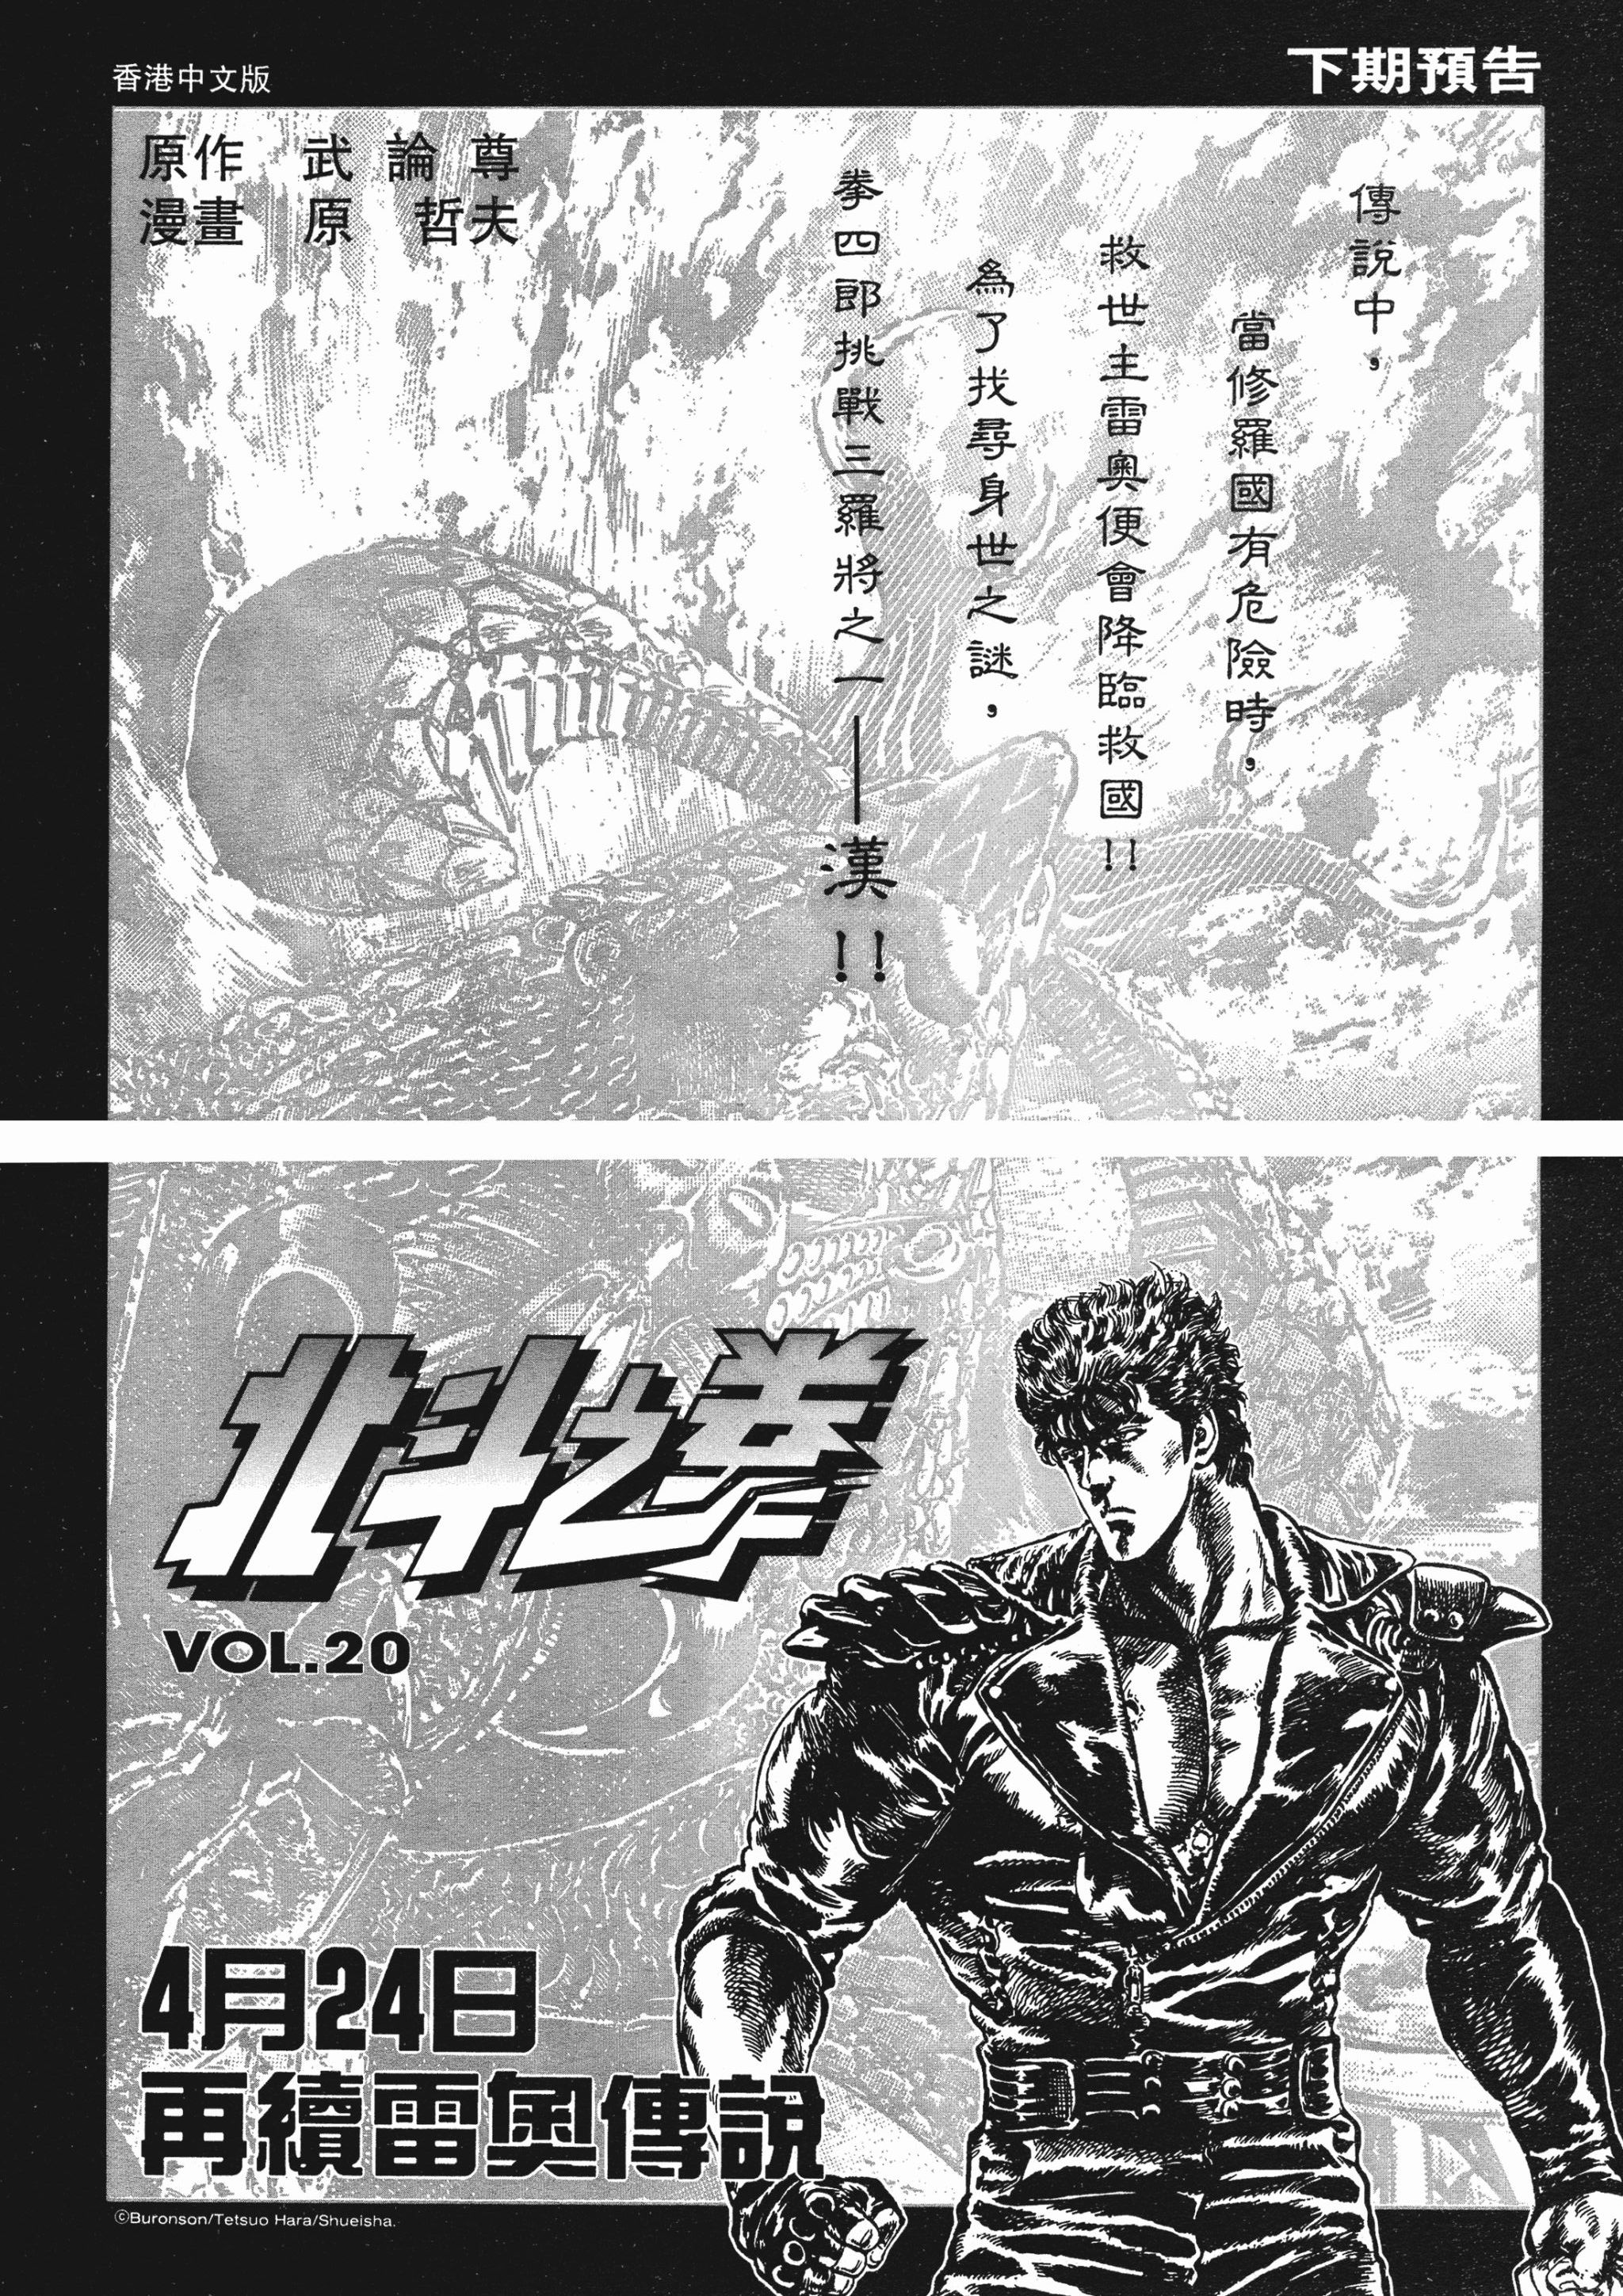 香港中文版
下期預告
原作 武論尊
漫畫 原 哲夫
傳說中，
當修羅國有危險時，
救世主雷奧便會降臨救國!!
為了找尋身世之謎，
拳四郎挑戰三羅將之一——漢!!
北斗之拳
VOL.20
4月24日
再續雷奧傳說
©Buronson/Tetsuo Hara/Shueisha.